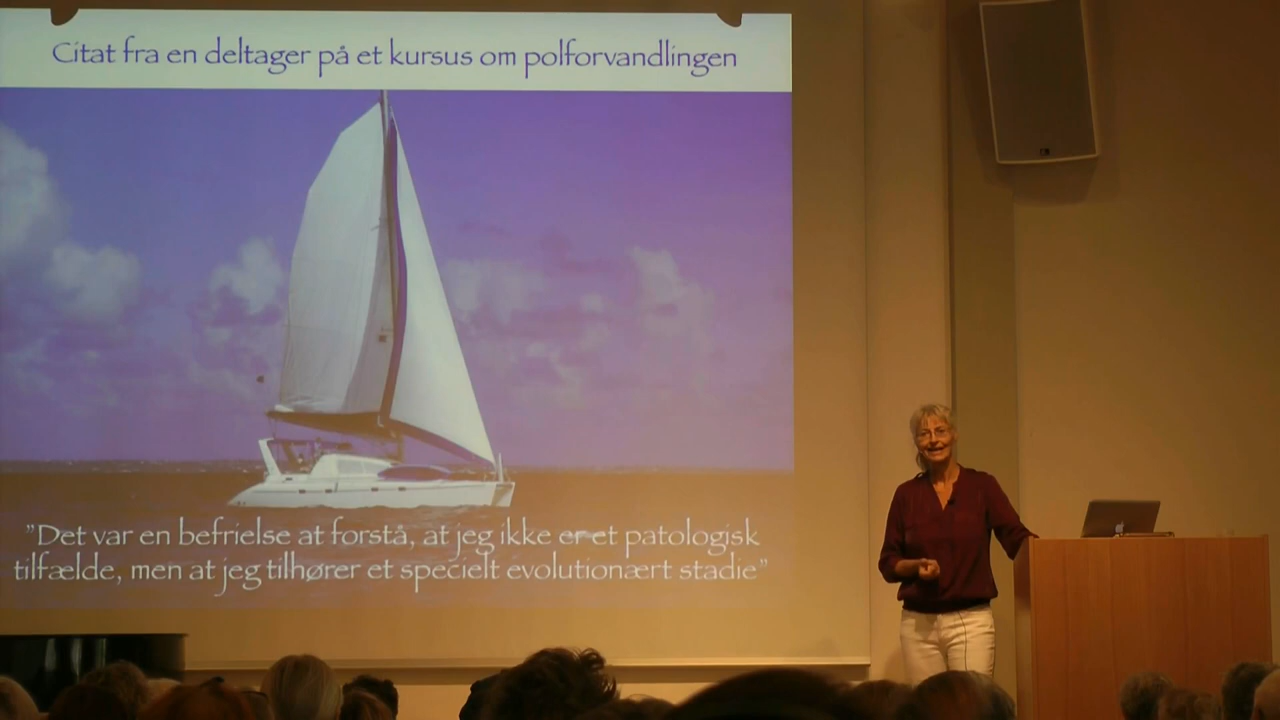 Citat fra en deltager på et kursus om polforvandlingen
"Det var en befrielse at forstå, at jeg ikke er et patologisk
tilfælde, men at jeg tilhører et specielt evolutionært stadie"